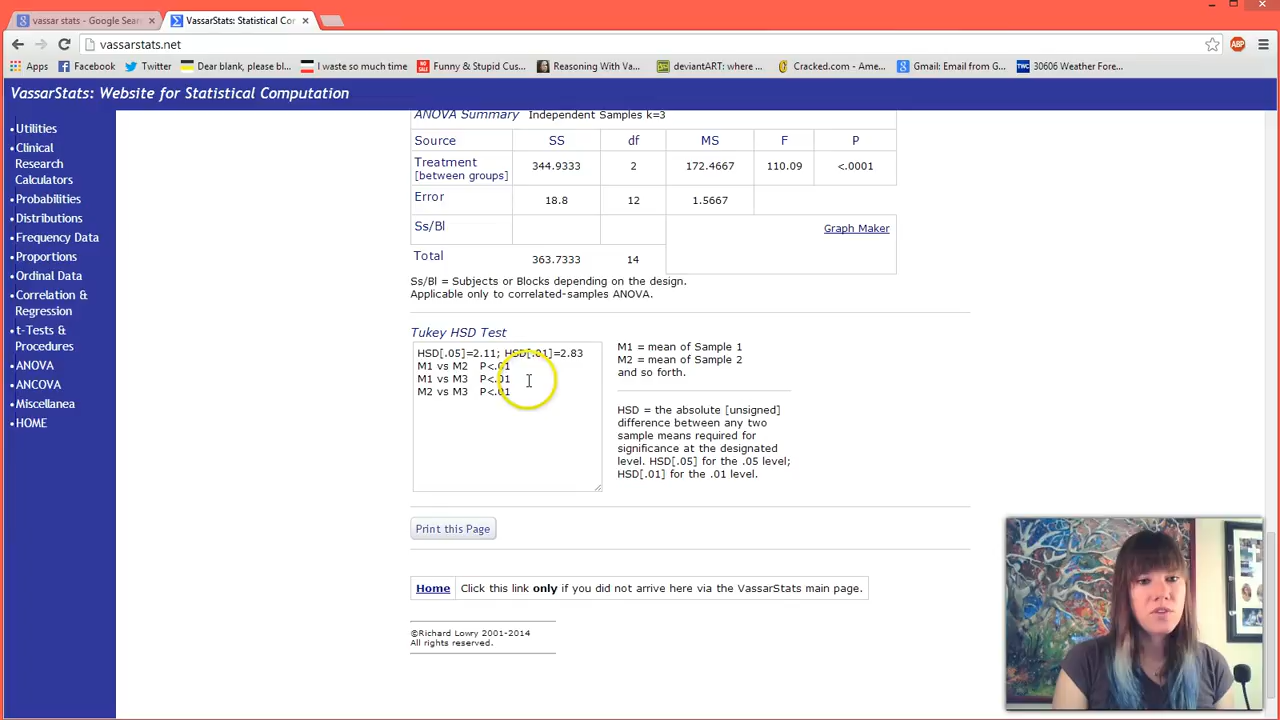 vassar stats - Google Sear
VassarStats: Statistical Co
vassarstats.net
ABP
Apps
Facebook
Twitter
Dear blank, please bl...
I waste so much time
Funny & Stupid Cus...
Reasoning With Va...
deviantART: where ...
Cracked.com - Amer...
Gmail: Email from G...
TWC
30606 Weather Fore...
VassarStats: Website for Statistical Computation
Utilities
Clinical
Research
Calculators
Probabilities
Distributions
Frequency Data
Proportions
Ordinal Data
Correlation &
Regression
t-Tests &
Procedures
ANOVA
ANCOVA
Miscellanea
HOME
ANOVA Summary Independent Samples k=3
Source SS df MS F P
Treatment
[between groups] 344.9333 2 172.4667 110.09 <.0001
Error 18.8 12 1.5667
Ss/Bl
Graph Maker
Total 363.7333 14
Ss/Bl = Subjects or Blocks depending on the design.
Applicable only to correlated-samples ANOVA.
Tukey HSD Test
HSD[.05]=2.11; HSD[.01]=2.83
M1 vs M2 P<.01
M1 vs M3 P<.01
M2 vs M3 P<.01
M1 = mean of Sample 1
M2 = mean of Sample 2
and so forth.
HSD = the absolute [unsigned]
difference between any two
sample means required for
significance at the designated
level. HSD[.05] for the .05 level;
HSD[.01] for the .01 level.
Print this Page
Home Click this link only if you did not arrive here via the VassarStats main page.
©Richard Lowry 2001-2014
All rights reserved.